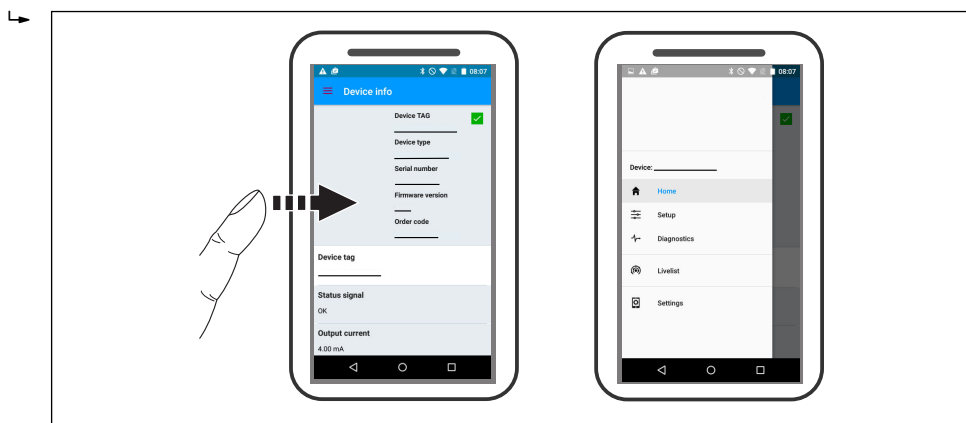 08:07
Device info
Device TAG
Device type
Serial number
Firmware version
Order code
Device tag
Status signal
OK
Output current
4.00 mA
08:07
Device:
Home
Setup
Diagnostics
Livelist
Settings